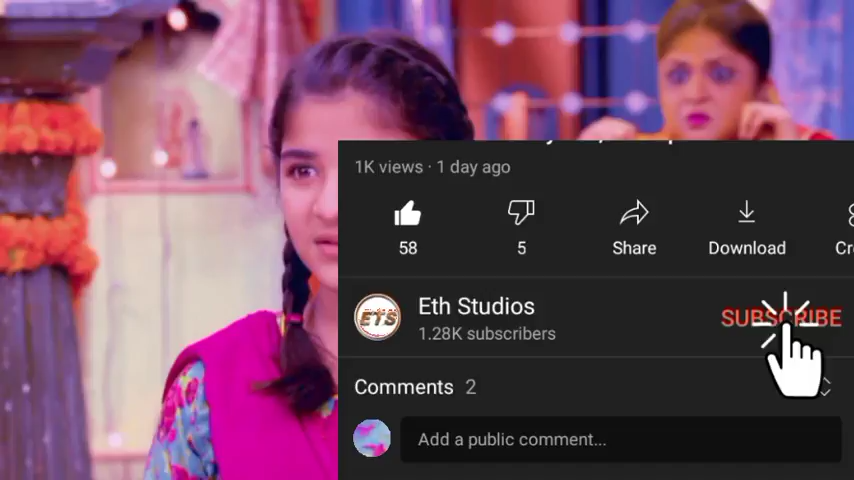 1K views · 1 day ago
58
5
Share
Download
ETS
Eth Studios
1.28K subscribers
SUBSCRIBE
Comments 2
Add a public comment...